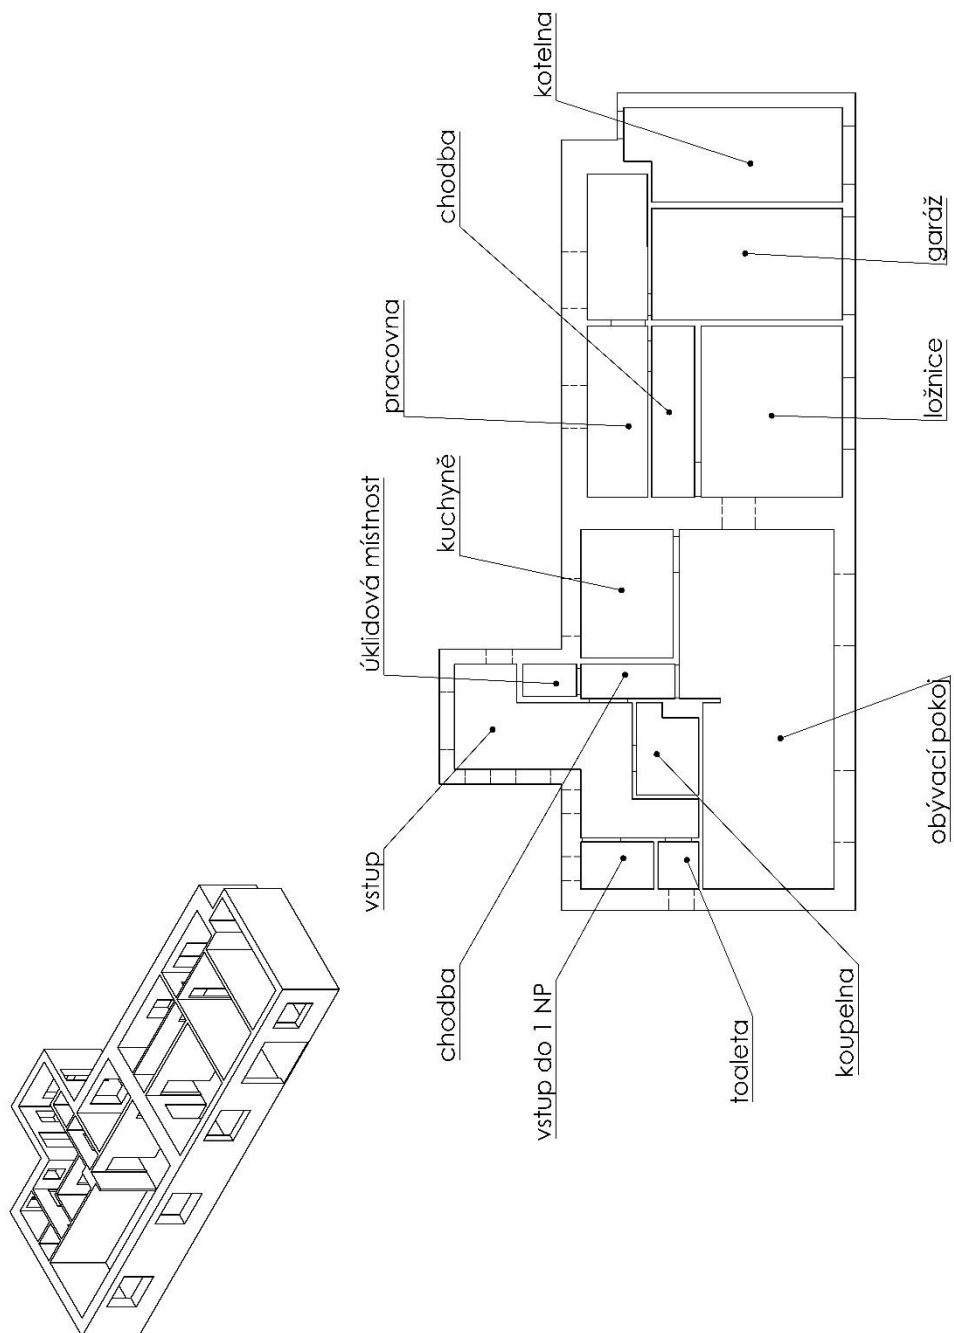 vstup
úklidová místnost
pracovna
chodba
kuchyně
chodba
vstup do 1 NP
kotelna
toaleta
koupelna
obývací pokoj
ložnice
garáž